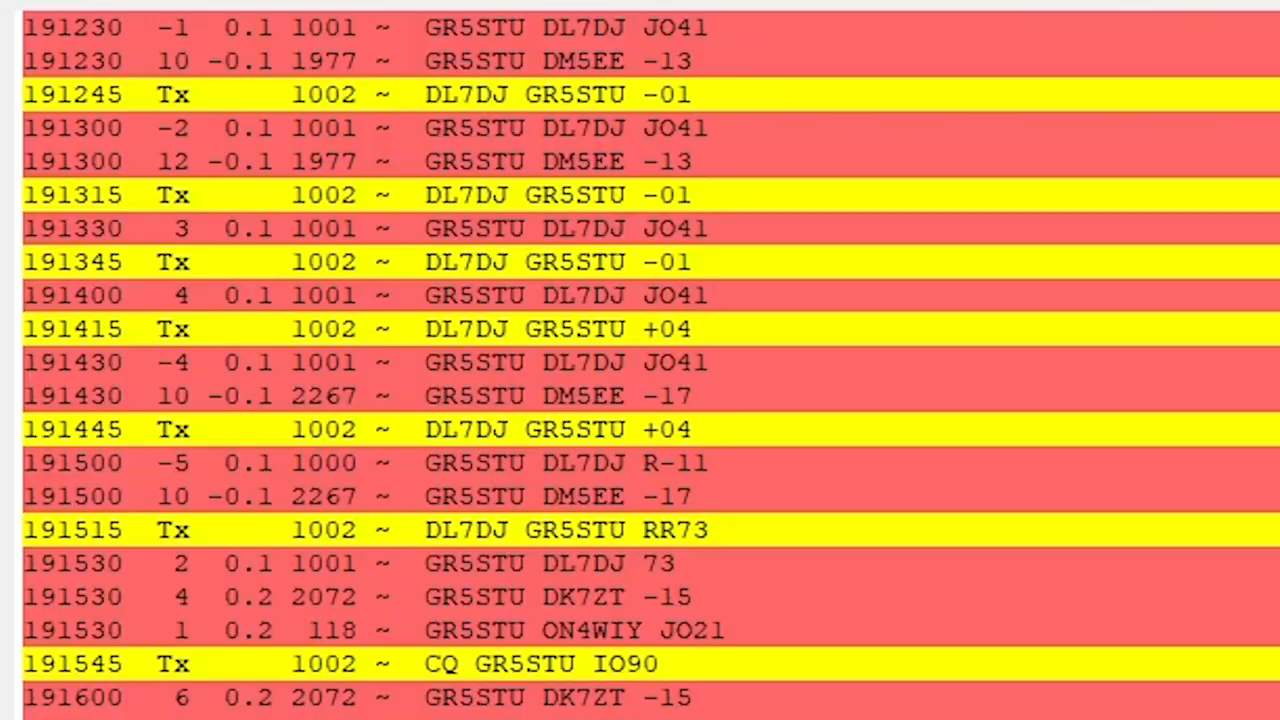 191230 -1 0.1 1001 ~ GR5STU DL7DJ JO41
191230 10 -0.1 1977 ~ GR5STU DM5EE -13
191245 Tx 1002 ~ DL7DJ GR5STU -01
191300 -2 0.1 1001 ~ GR5STU DL7DJ JO41
191300 12 -0.1 1977 ~ GR5STU DM5EE -13
191315 Tx 1002 ~ DL7DJ GR5STU -01
191330 3 0.1 1001 ~ GR5STU DL7DJ JO41
191345 Tx 1002 ~ DL7DJ GR5STU -01
191400 4 0.1 1001 ~ GR5STU DL7DJ JO41
191415 Tx 1002 ~ DL7DJ GR5STU +04
191430 -4 0.1 1001 ~ GR5STU DL7DJ JO41
191430 10 -0.1 2267 ~ GR5STU DM5EE -17
191445 Tx 1002 ~ DL7DJ GR5STU +04
191500 -5 0.1 1000 ~ GR5STU DL7DJ R-11
191500 10 -0.1 2267 ~ GR5STU DM5EE -17
191515 Tx 1002 ~ DL7DJ GR5STU RR73
191530 2 0.1 1001 ~ GR5STU DL7DJ 73
191530 4 0.2 2072 ~ GR5STU DK7ZT -15
191530 1 0.2 118 ~ GR5STU ON4WIY JO21
191545 Tx 1002 ~ CQ GR5STU IO90
191600 6 0.2 2072 ~ GR5STU DK7ZT -15